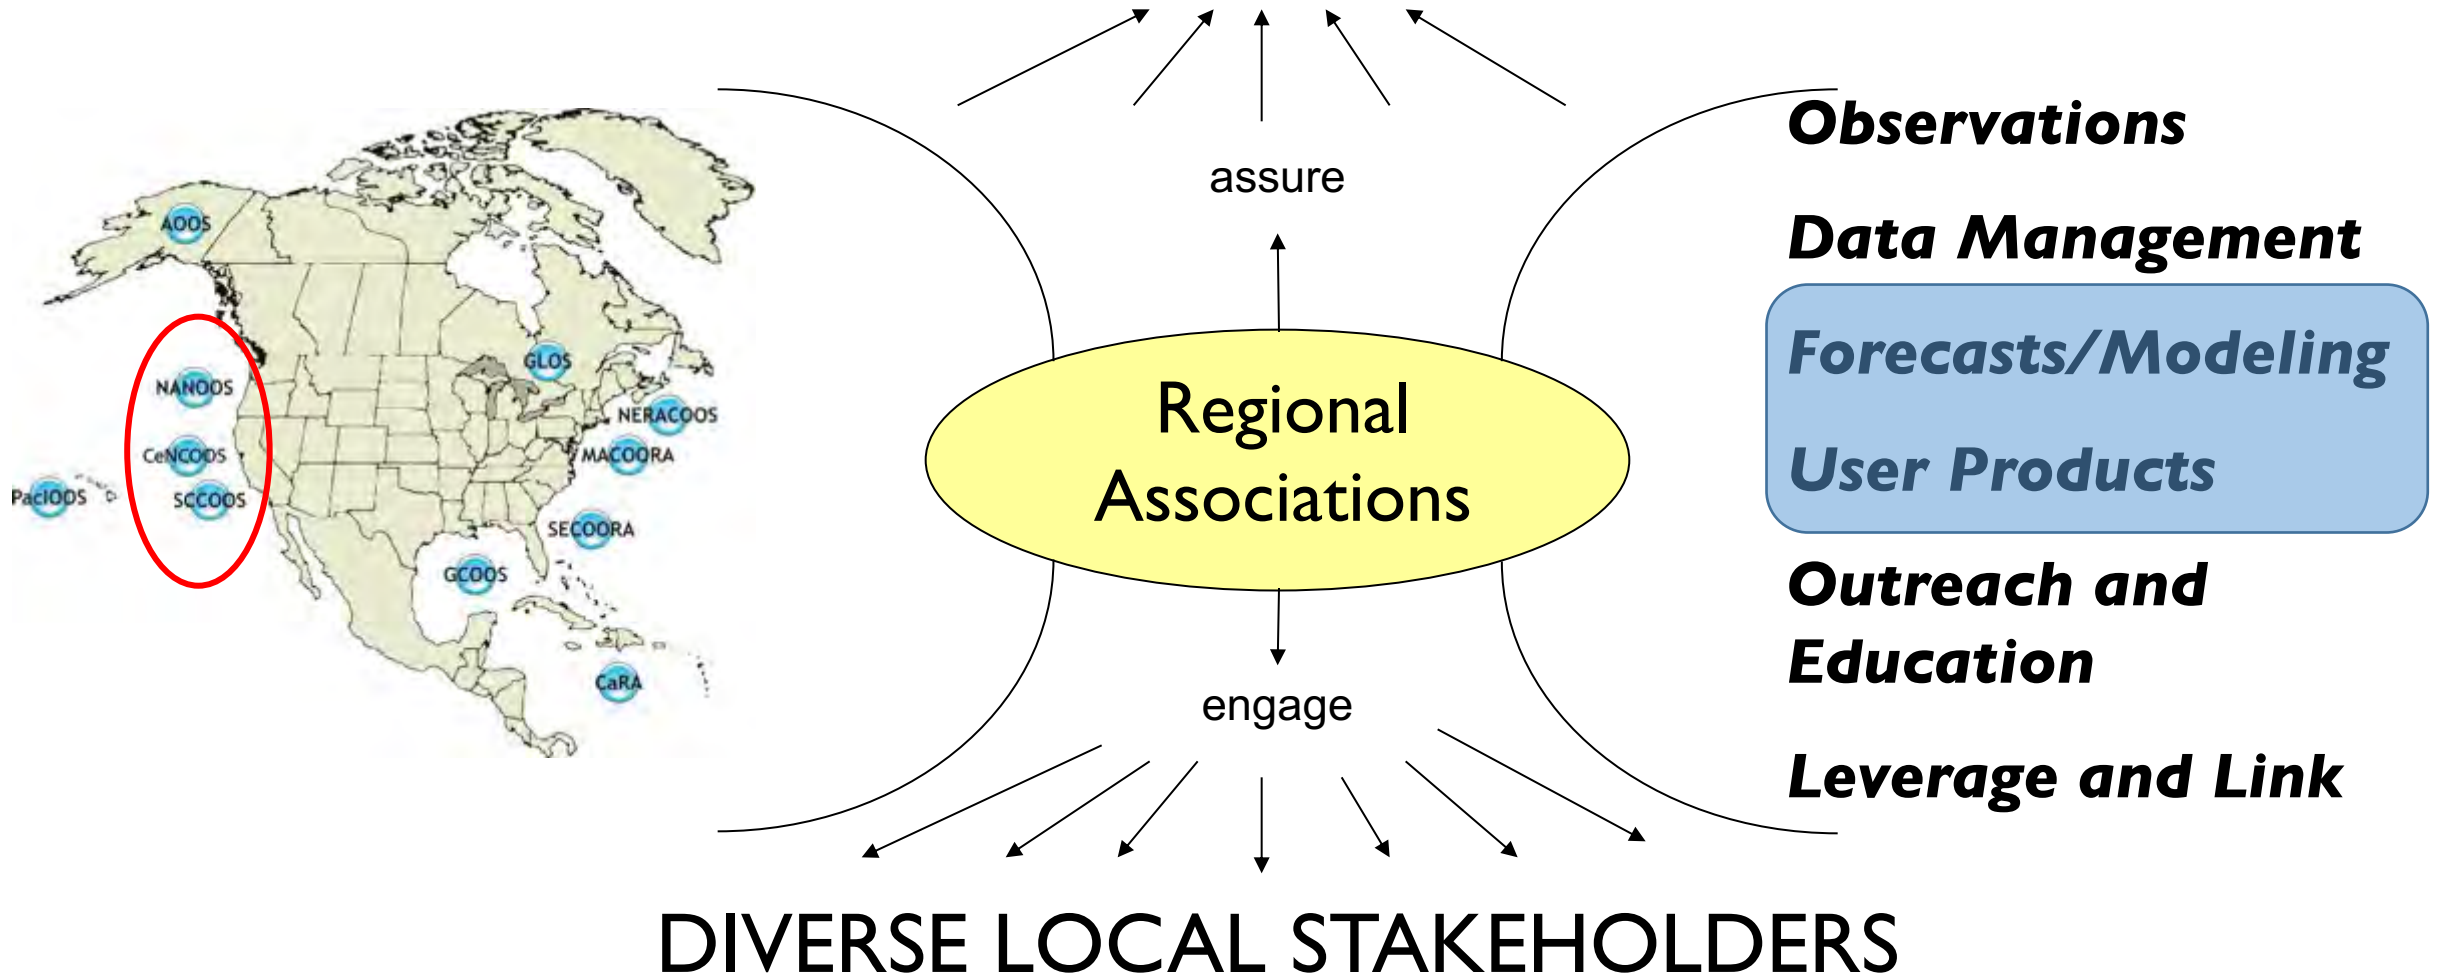 AOOS
NANOOS
CeNCOOS
SCCOOS
PacIOOS
GLOS
NERACOOS
MACOORA
SECOORA
GCOOS
CaRA
assure
Regional
Associations
engage
Observations
Data Management
Forecasts/Modeling
User Products
Outreach and
Education
Leverage and Link
DIVERSE LOCAL STAKEHOLDERS